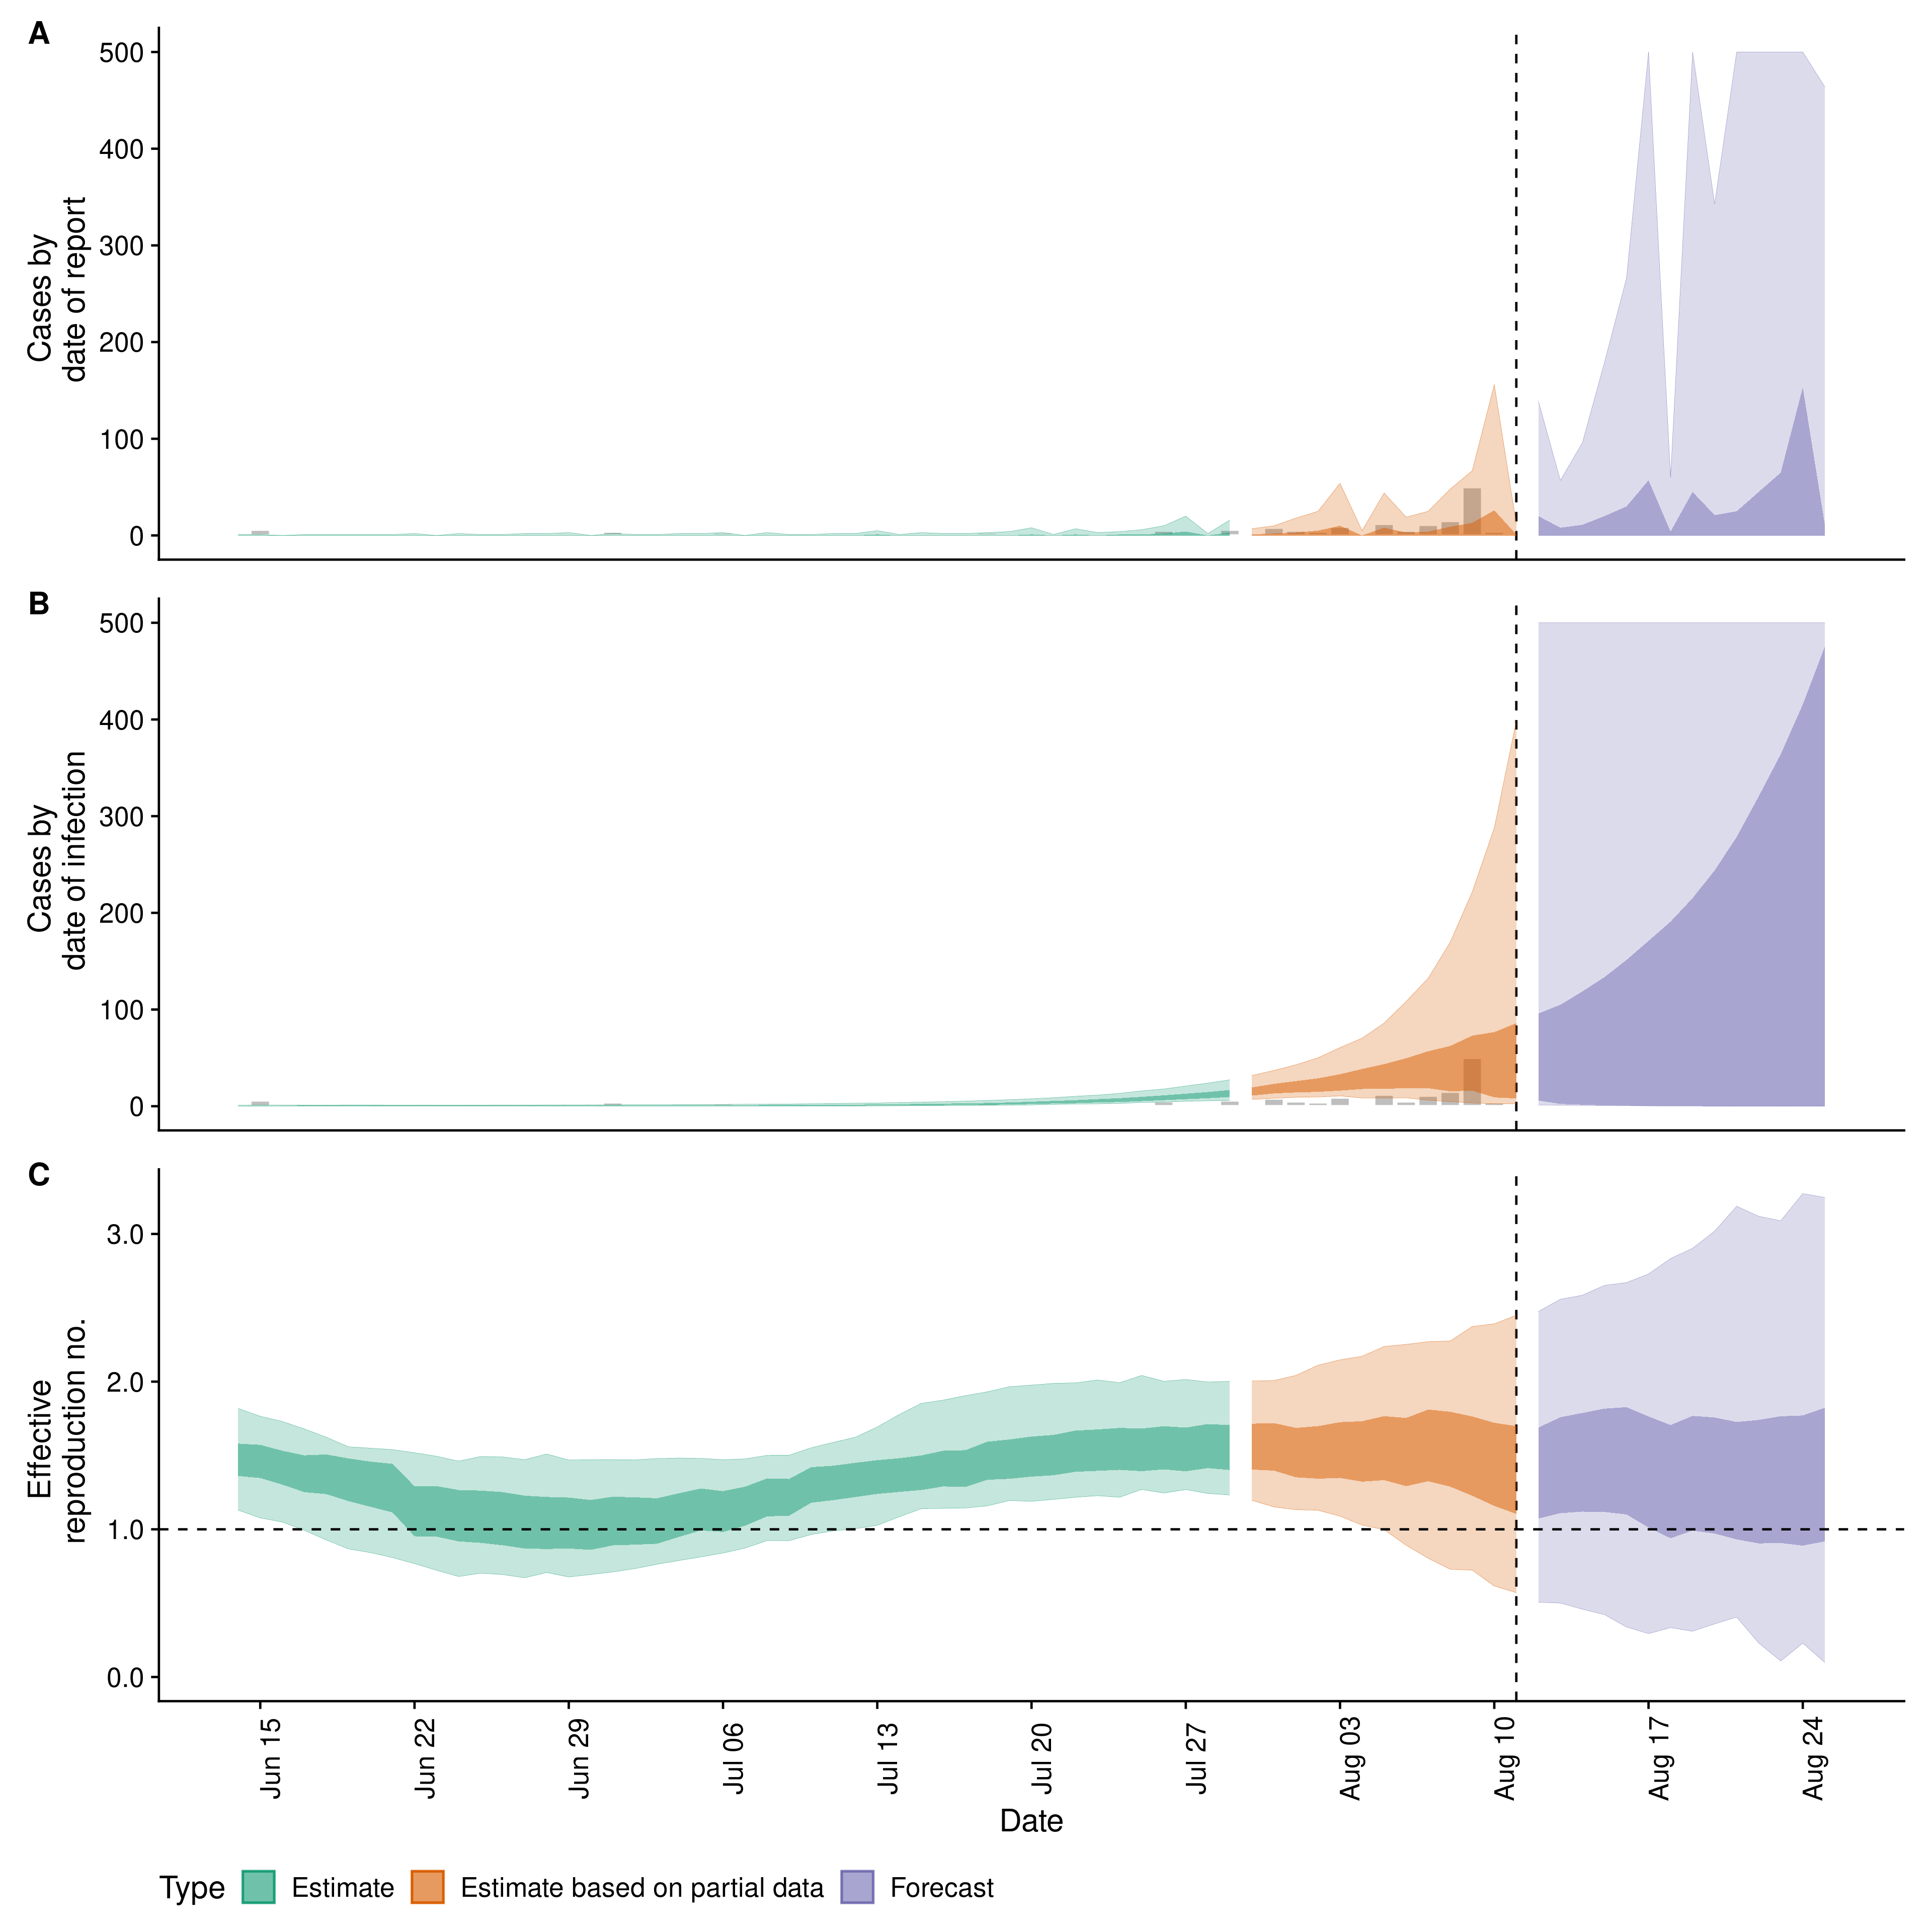 A
500
400
300
200
100
0
Cases by
date of report
B
500
400
300
200
100
0
Cases by
date of infection
C
3.0
2.0
1.0
0.0
Effective
reproduction no.
Jun 15
Jun 22
Jun 29
Jul 06
Jul 13
Jul 20
Jul 27
Aug 03
Aug 10
Aug 17
Aug 24
Date
Type Estimate Estimate based on partial data Forecast